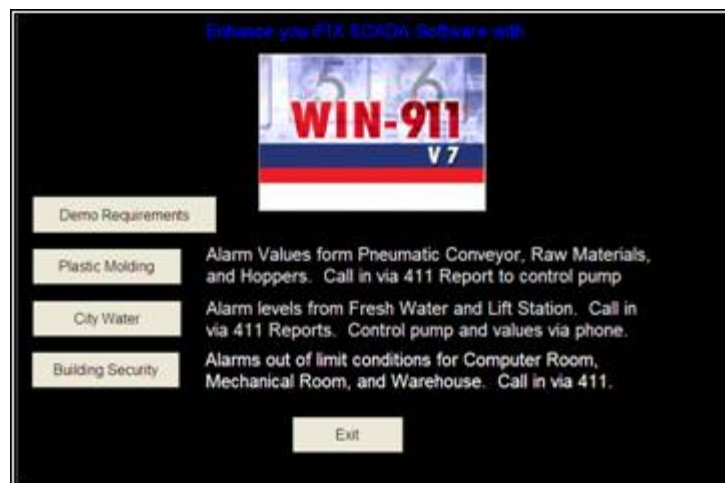 Enhance you iFIX SCADA Software with
5 6
WIN-911
V 7
Demo Requirements
Plastic Molding
Alarm Values form Pneumatic Conveyor, Raw Materials,
and Hoppers. Call in via 411 Report to control pump
City Water
Alarm levels from Fresh Water and Lift Station. Call in
via 411 Reports. Control pump and values via phone.
Building Security
Alarms out of limit conditions for Computer Room,
Mechanical Room, and Warehouse. Call in via 411.
Exit